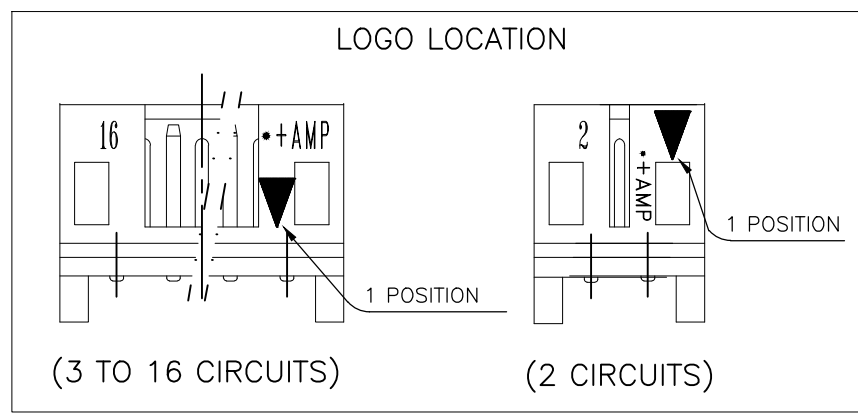 LOGO LOCATION
16
*+AMP
1 POSITION
(3 TO 16 CIRCUITS)
2
*+AMP
1 POSITION
(2 CIRCUITS)